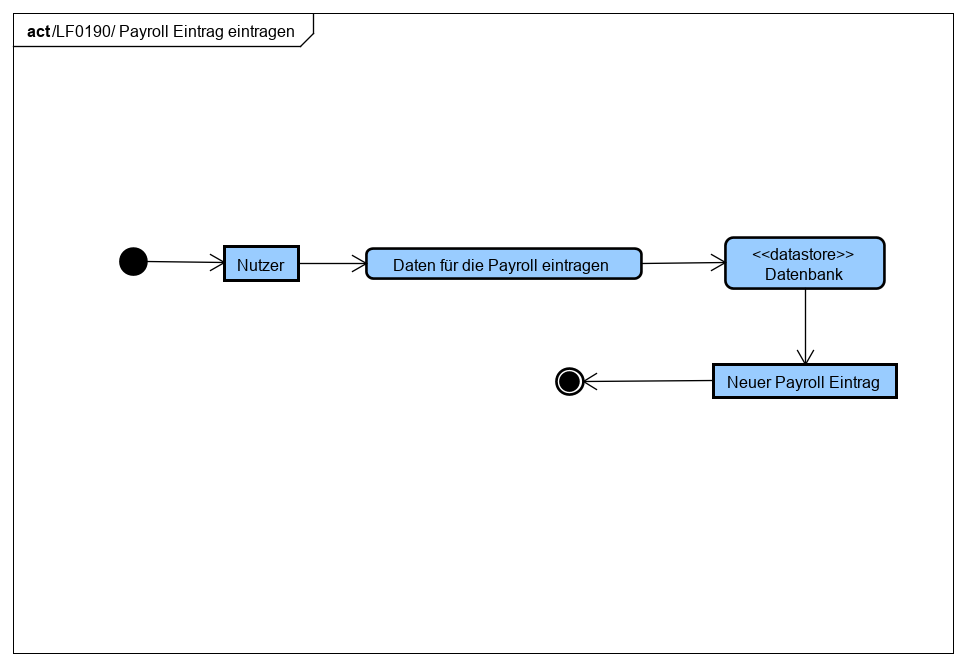 act/LF0190/ Payroll Eintrag eintragen
Nutzer
Daten für die Payroll eintragen
<<datastore>>
Datenbank
Neuer Payroll Eintrag